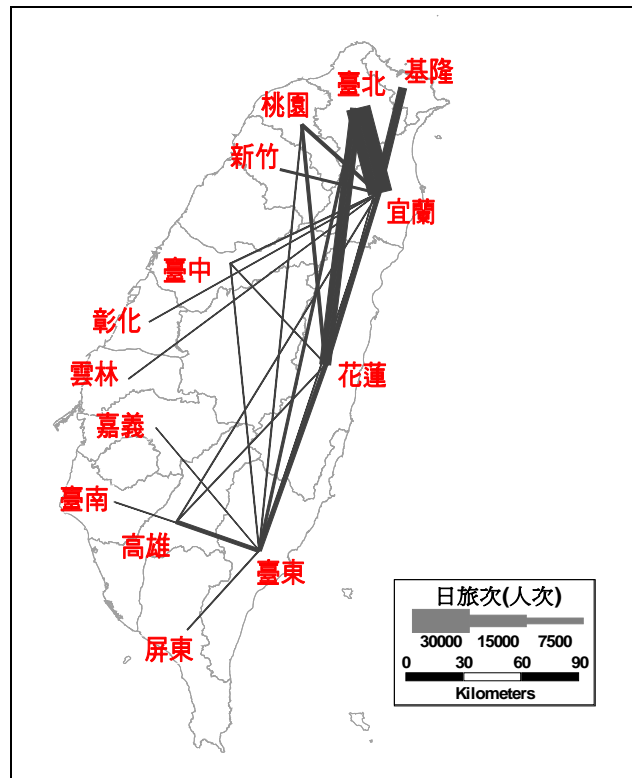 基隆
臺北
桃園
新竹
宜蘭
臺中
彰化
雲林
花蓮
嘉義
臺南
高雄
臺東
屏東
日旅次(人次)
30000 15000 7500
0 30 60 90
Kilometers